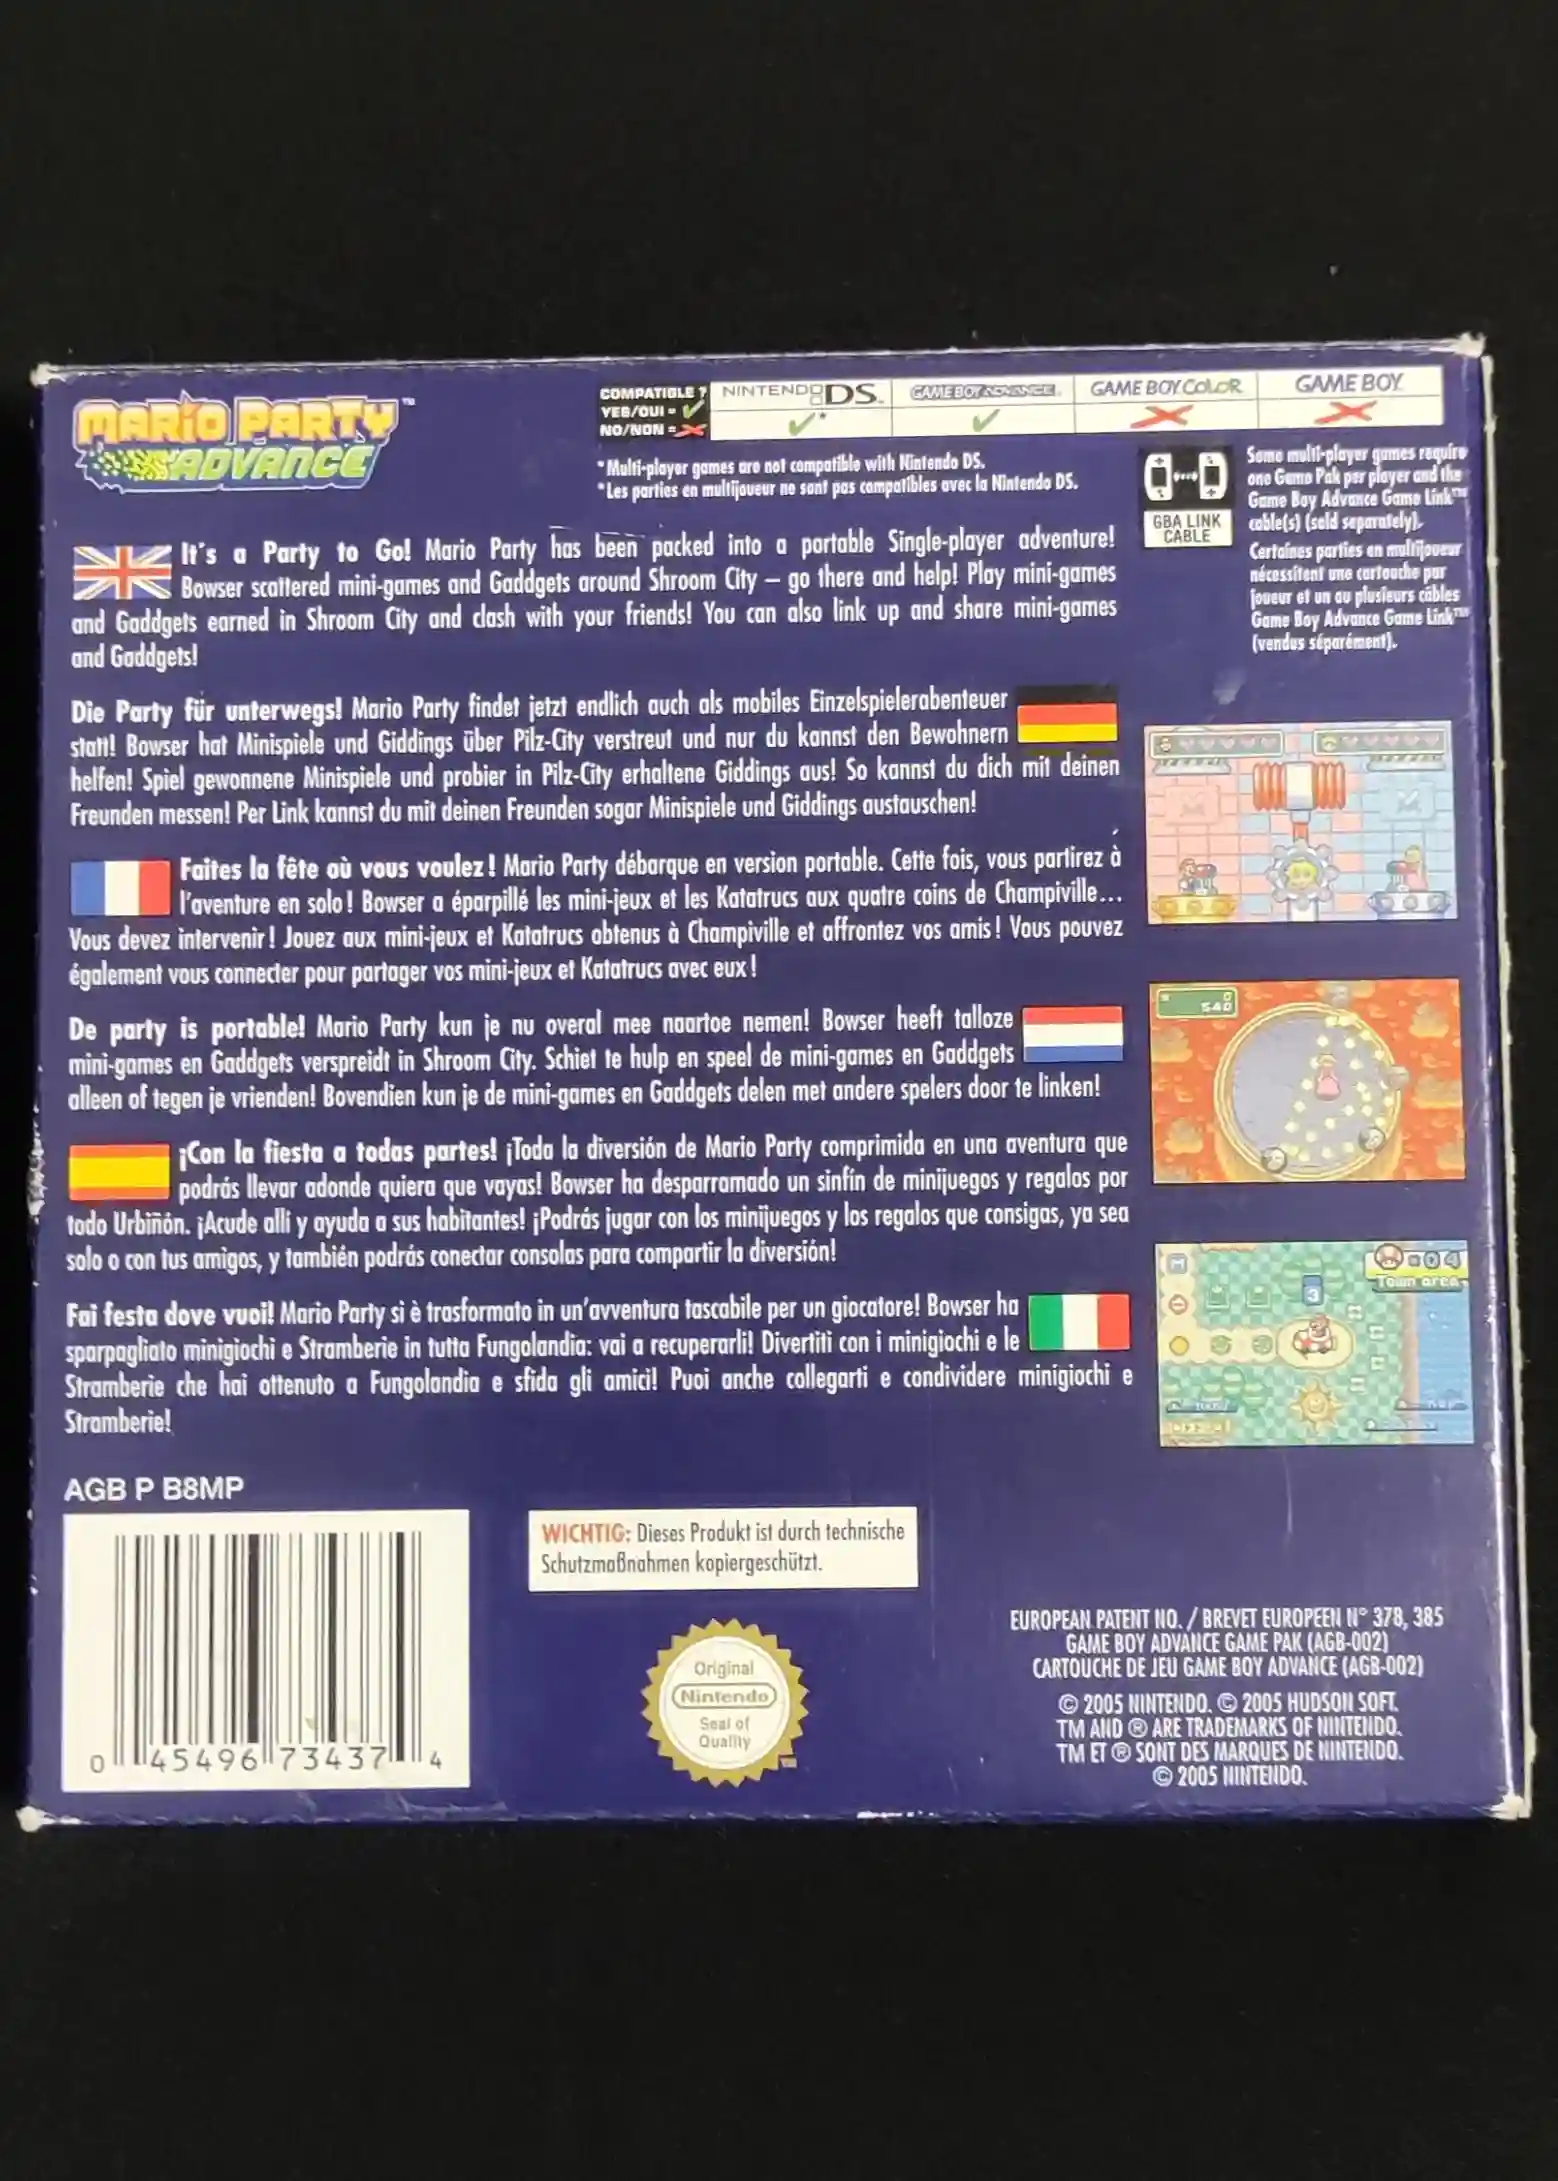 MARIO PARTY™
ADVANCE
COMPATIBLE ?
YES/OUI =
NO/NON =
NINTENDO DS™
GAME BOY ADVANCE
GAME BOY COLOR
GAME BOY
*
*Multi-player games are not compatible with Nintendo DS.
*Les parties en multijoueur ne sont pas compatibles avec la Nintendo DS.
GBA LINK
CABLE
Some multi-player games require
one Game Pak per player and the
Game Boy Advance Game Link™
cable(s) (sold separately).
Certaines parties en multijoueur
nécessitent une cartouche par
joueur et un ou plusieurs câbles
Game Boy Advance Game Link™
(vendus séparément).
It's a Party to Go! Mario Party has been packed into a portable Single-player adventure!
Bowser scattered mini-games and Gaddgets around Shroom City – go there and help! Play mini-games
and Gaddgets earned in Shroom City and clash with your friends! You can also link up and share mini-games
and Gaddgets!
Die Party für unterwegs! Mario Party findet jetzt endlich auch als mobiles Einzelspielerabenteuer
statt! Bowser hat Minispiele und Giddings über Pilz-City verstreut und nur du kannst den Bewohnern
helfen! Spiel gewonnene Minispiele und probier in Pilz-City erhaltene Giddings aus! So kannst du dich mit deinen
Freunden messen! Per Link kannst du mit deinen Freunden sogar Minispiele und Giddings austauschen!
Faites la fête où vous voulez ! Mario Party débarque en version portable. Cette fois, vous partirez à
l'aventure en solo ! Bowser a éparpillé les mini-jeux et les Katatrucs aux quatre coins de Champiville...
Vous devez intervenir ! Jouez aux mini-jeux et Katatrucs obtenus à Champiville et affrontez vos amis ! Vous pouvez
également vous connecter pour partager vos mini-jeux et Katatrucs avec eux !
De party is portable! Mario Party kun je nu overal mee naartoe nemen! Bowser heeft talloze
mini-games en Gaddgets verspreidt in Shroom City. Schiet te hulp en speel de mini-games en Gaddgets
alleen of tegen je vrienden! Bovendien kun je de mini-games en Gaddgets delen met andere spelers door te linken!
¡Con la fiesta a todas partes! ¡Toda la diversión de Mario Party comprimida en una aventura que
podrás llevar adonde quiera que vayas! Bowser ha desparramado un sinfín de minijuegos y regalos por
todo Urbiñón. ¡Acude allí y ayuda a sus habitantes! ¡Podrás jugar con los minijuegos y los regalos que consigas, ya sea
solo o con tus amigos, y también podrás conectar consolas para compartir la diversión!
Fai festa dove vuoi! Mario Party si è trasformato in un'avventura tascabile per un giocatore! Bowser ha
sparpagliato minigiochi e Stramberie in tutta Fungolandia: vai a recuperarli! Divertiti con i minigiochi e le
Stramberie che hai ottenuto a Fungolandia e sfida gli amici! Puoi anche collegarti e condividere minigiochi e
Stramberie!
540
04
Town area
3
AGB P B8MP
0 45496 73437 4
WICHTIG: Dieses Produkt ist durch technische
Schutzmaßnahmen kopiergeschützt.
Original
Nintendo
Seal of
Quality
TM
EUROPEAN PATENT NO. / BREVET EUROPEEN N° 378, 385
GAME BOY ADVANCE GAME PAK (AGB-002)
CARTOUCHE DE JEU GAME BOY ADVANCE (AGB-002)
© 2005 NINTENDO. © 2005 HUDSON SOFT.
TM AND ® ARE TRADEMARKS OF NINTENDO.
TM ET ® SONT DES MARQUES DE NINTENDO.
© 2005 NINTENDO.